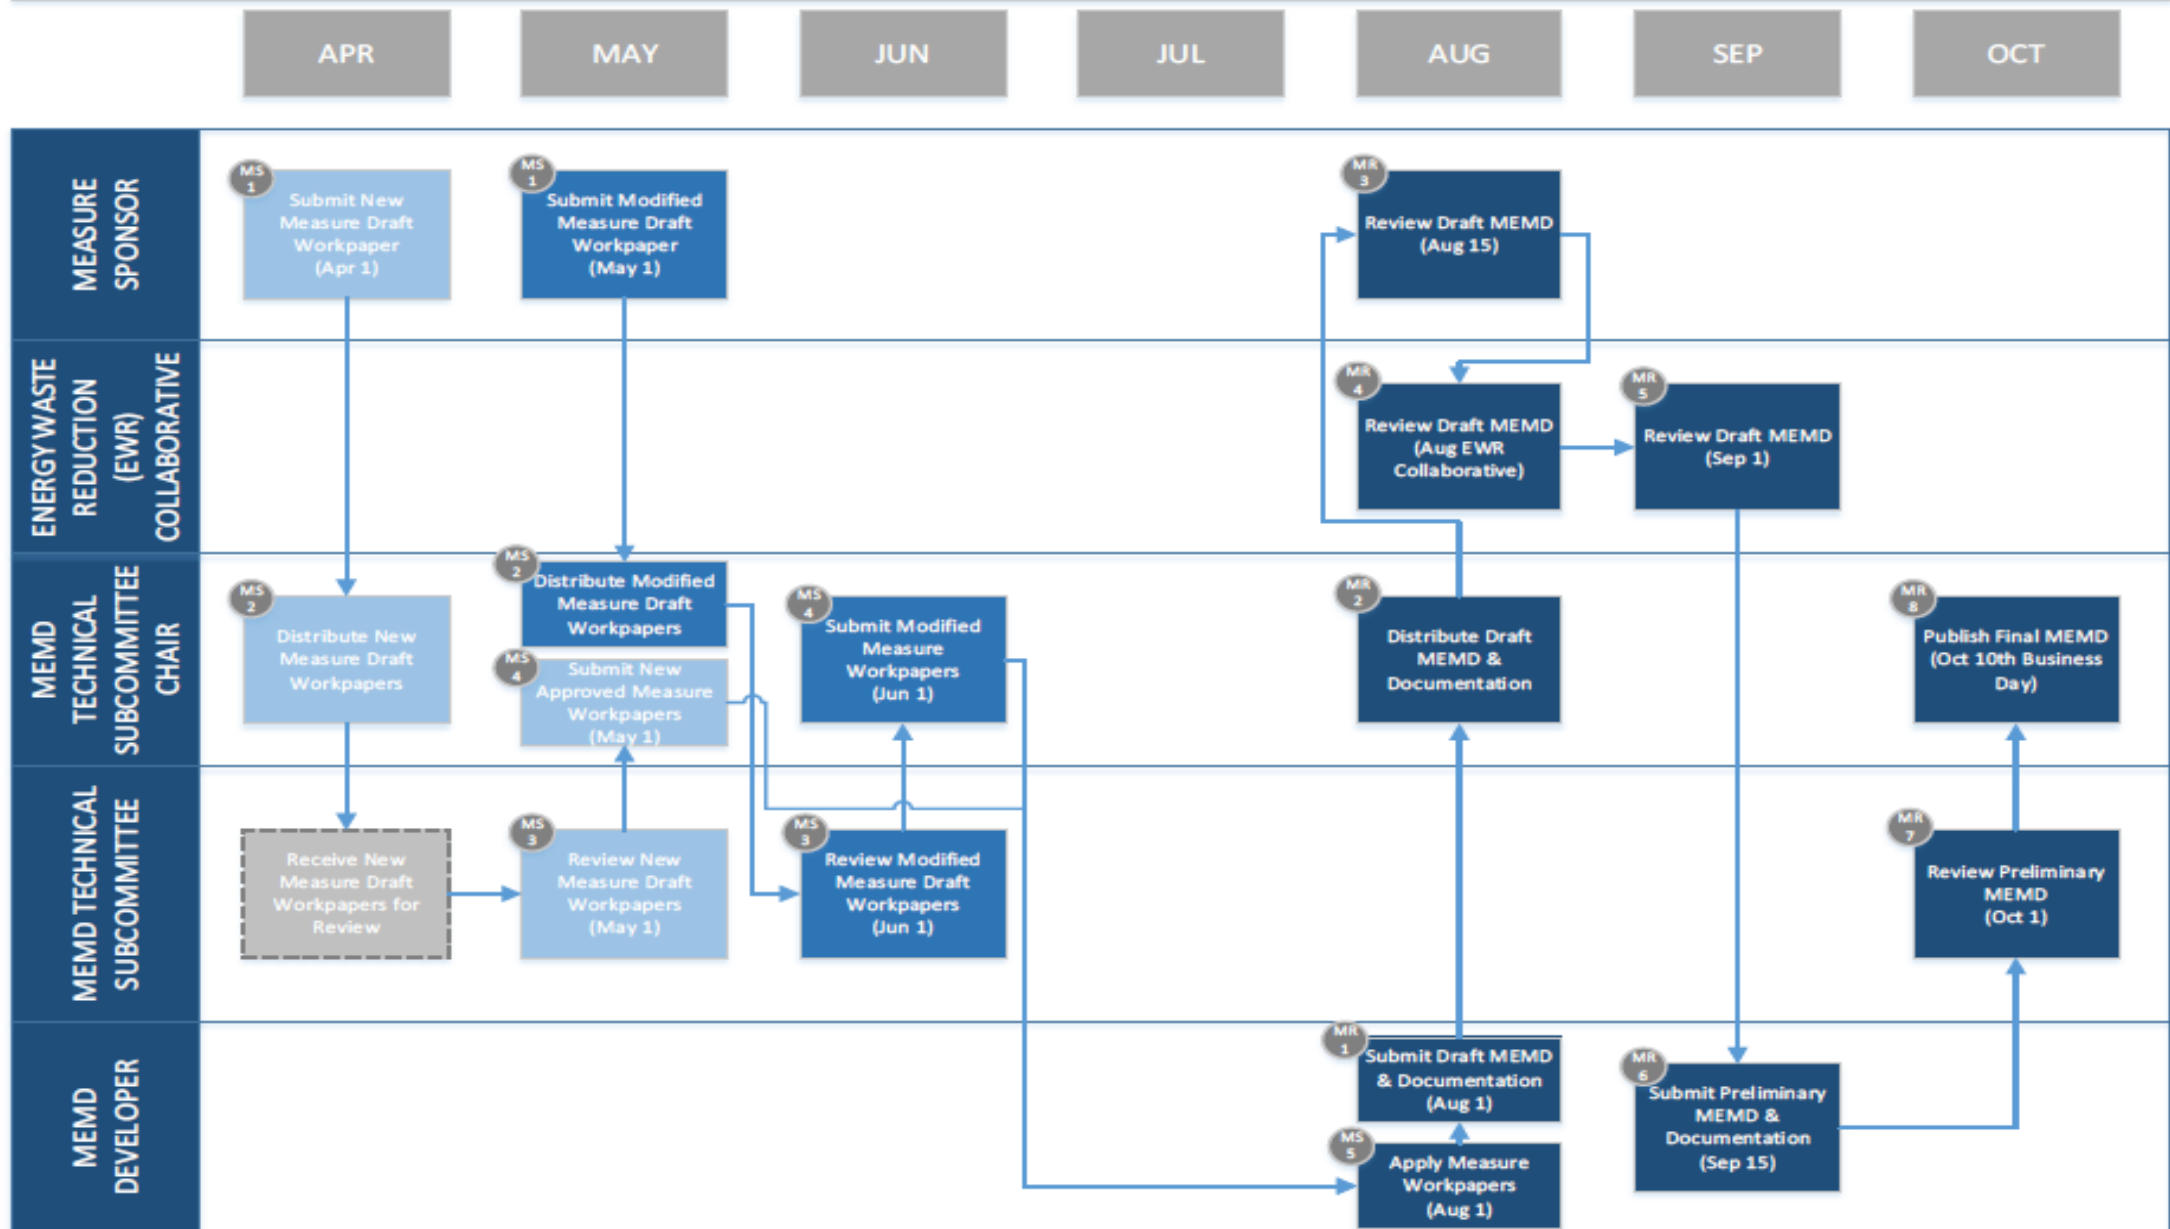 APR
MAY
JUN
JUL
AUG
SEP
OCT
MEASURE
SPONSOR
MS
1
Submit New
Measure Draft
Workpaper
(Apr 1)
MS
1
Submit Modified
Measure Draft
Workpaper
(May 1)
MR
3
Review Draft MEMD
(Aug 15)
ENERGY WASTE
REDUCTION
(EWR)
COLLABORATIVE
MR
4
Review Draft MEMD
(Aug EWR
Collaborative)
MR
5
Review Draft MEMD
(Sep 1)
MEMD
TECHNICAL
SUBCOMMITTEE
CHAIR
MS
2
Distribute New
Measure Draft
Workpapers
MS
2
Distribute Modified
Measure Draft
Workpapers
MS
4
Submit New
Approved Measure
Workpapers
(May 1)
MS
4
Submit Modified
Measure
Workpapers
(Jun 1)
MR
2
Distribute Draft
MEMD &
Documentation
MR
8
Publish Final MEMD
(Oct 10th Business
Day)
MEMD TECHNICAL
SUBCOMMITTEE
Receive New
Measure Draft
Workpapers for
Review
MS
3
Review New
Measure Draft
Workpapers
(May 1)
MS
3
Review Modified
Measure Draft
Workpapers
(Jun 1)
MR
7
Review Preliminary
MEMD
(Oct 1)
MEMD
DEVELOPER
MR
1
Submit Draft MEMD
& Documentation
(Aug 1)
MS
5
Apply Measure
Workpapers
(Aug 1)
MR
6
Submit Preliminary
MEMD &
Documentation
(Sep 15)